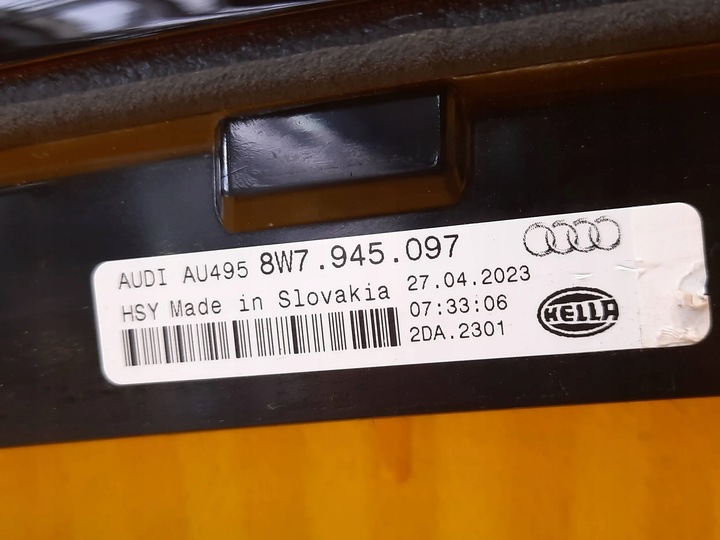 AUDI AU495 8W7.945.097
HSY Made in Slovakia 27.04.2023
07:33:06
2DA.2301
HELLA